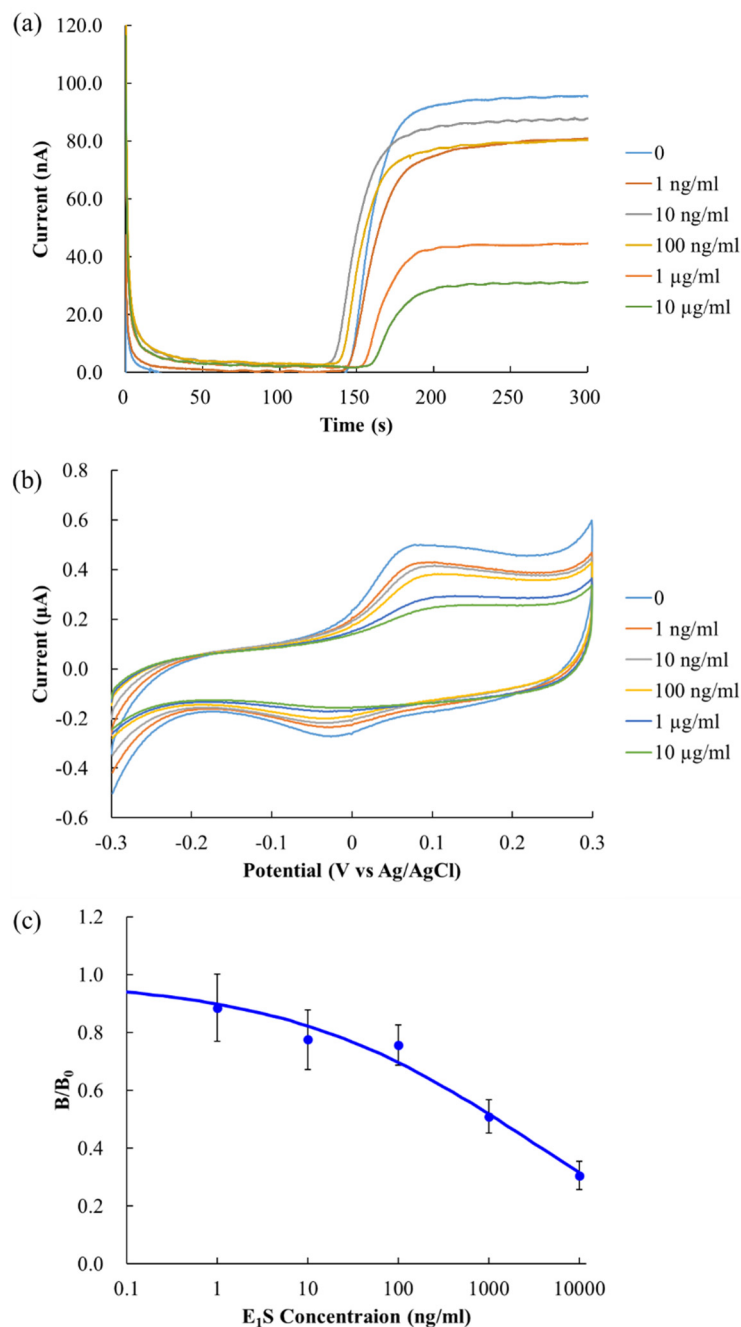 (a)
120.0
100.0
80.0
60.0
40.0
20.0
0.0
Current (nA)
0 50 100 150 200 250 300
Time (s)
0
1 ng/ml
10 ng/ml
100 ng/ml
1 µg/ml
10 µg/ml
(b)
0.8
0.6
0.4
0.2
0.0
-0.2
-0.4
-0.6
Current (µA)
-0.3 -0.2 -0.1 0 0.1 0.2 0.3
Potential (V vs Ag/AgCl)
0
1 ng/ml
10 ng/ml
100 ng/ml
1 µg/ml
10 µg/ml
(c)
1.2
1.0
0.8
0.6
0.4
0.2
0.0
B/B₀
0.1 1 10 100 1000 10000
E₁S Concentraion (ng/ml)